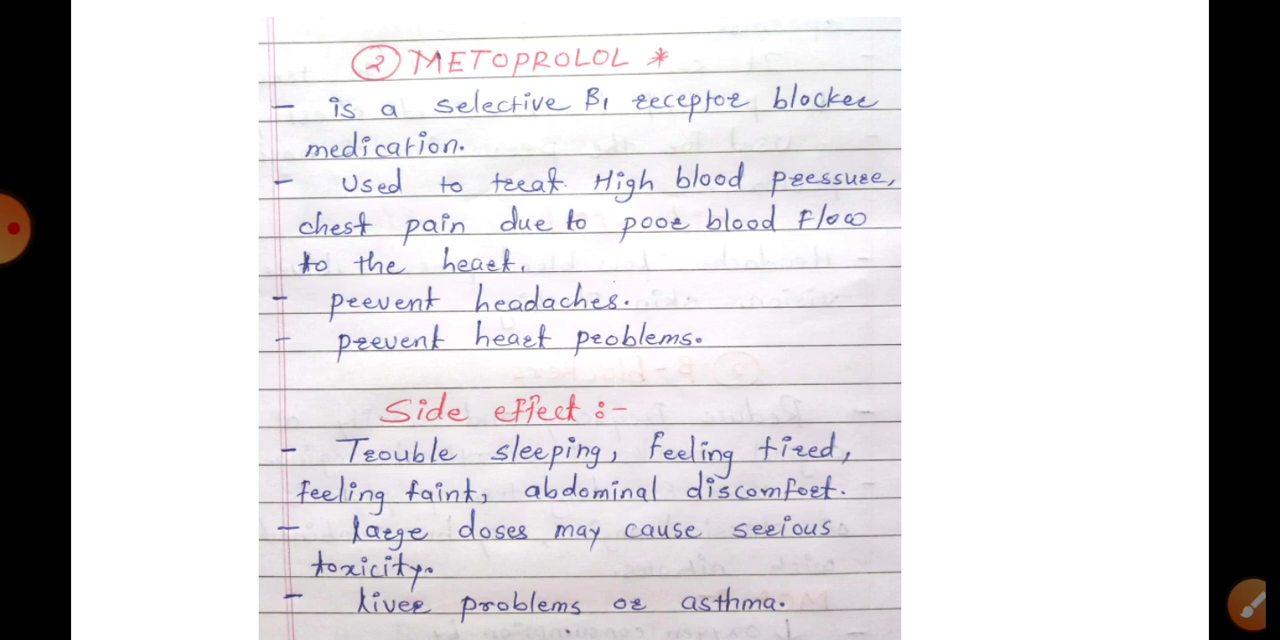 ② METOPROLOL *
- is a selective β₁ receptor blocker
medication.
- Used to treat High blood pressure,
chest pain due to poor blood Flow
to the heart.
- prevent headaches.
- prevent heart problems.
Side effect :-
- Trouble sleeping, feeling tired,
feeling faint, abdominal discomfort.
- large doses may cause serious
toxicity.
- Liver problems or asthma.